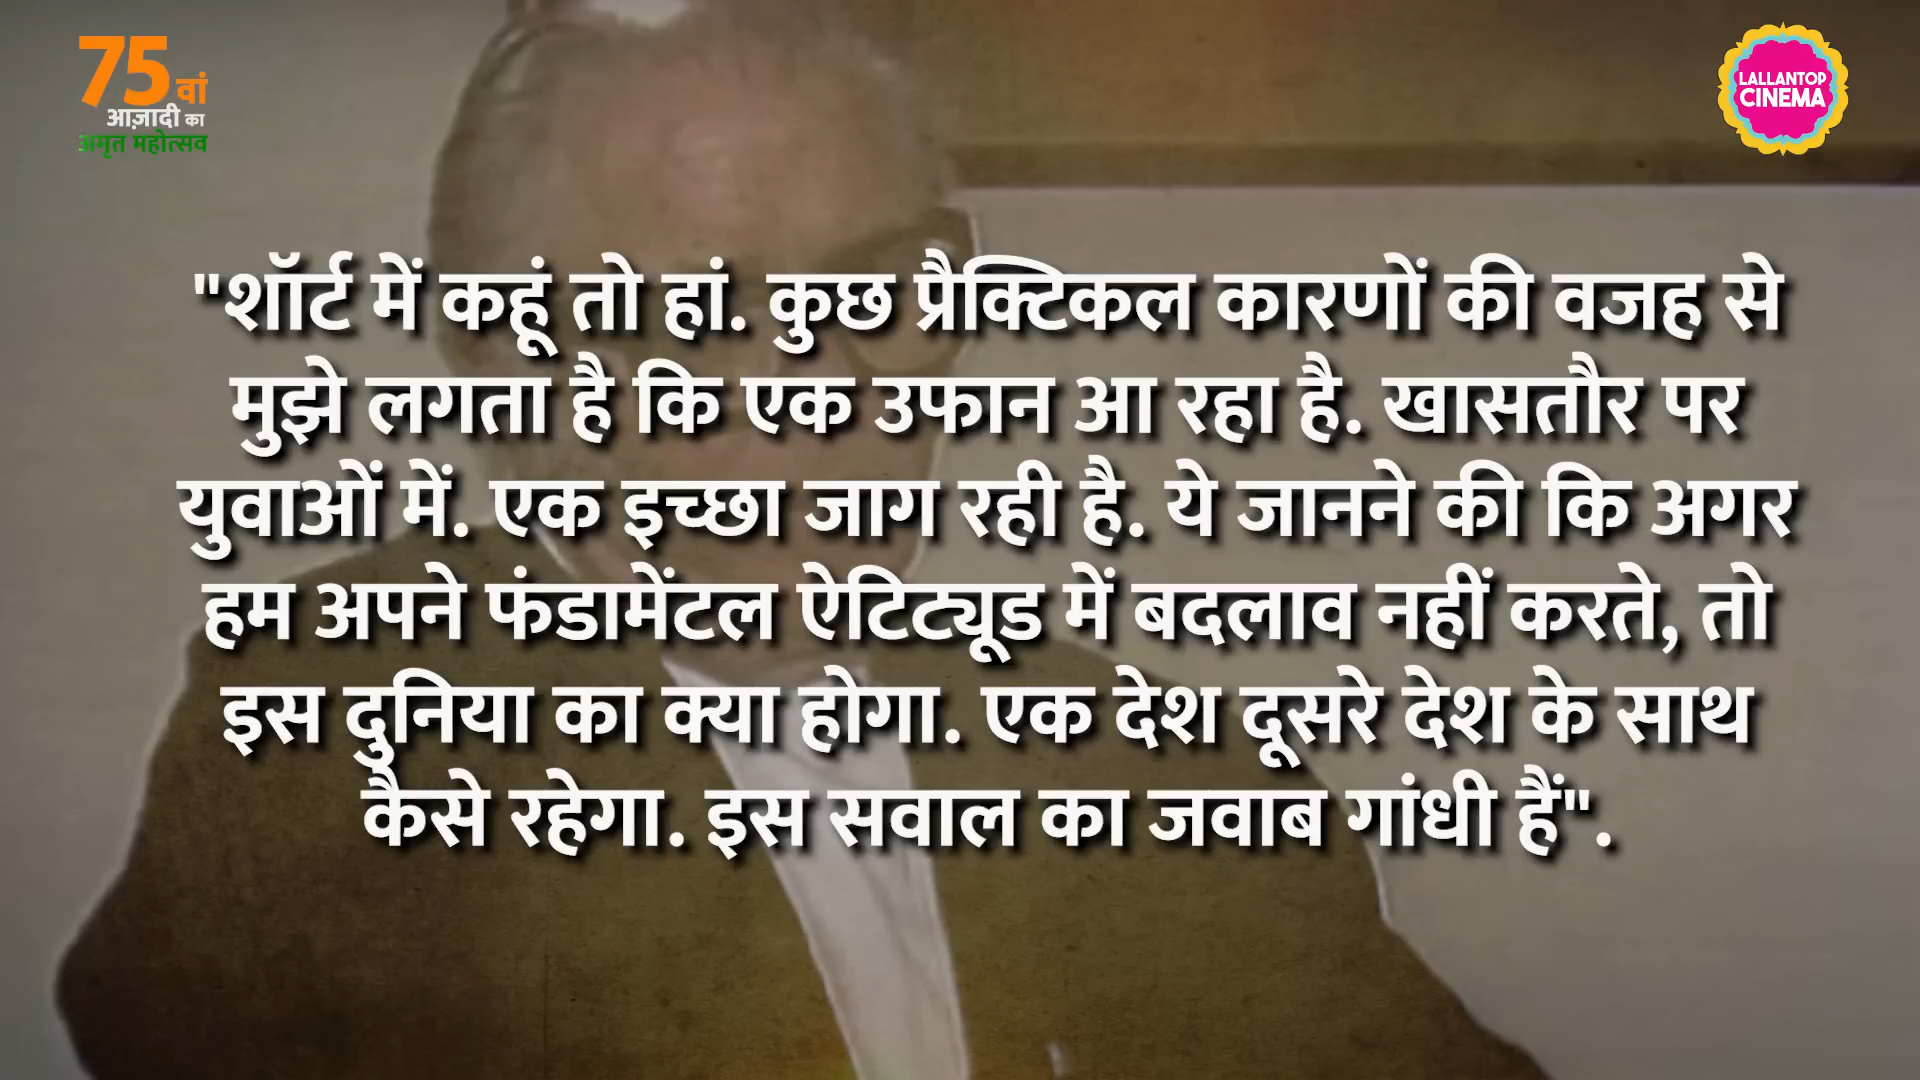 75वां
आज़ादी का
अमृत महोत्सव
LALLANTOP
CINEMA
"शॉर्ट में कहूं तो हां. कुछ प्रैक्टिकल कारणों की वजह से
मुझे लगता है कि एक उफान आ रहा है. खासतौर पर
युवाओं में. एक इच्छा जाग रही है. ये जानने की कि अगर
हम अपने फंडामेंटल ऐटिट्यूड में बदलाव नहीं करते, तो
इस दुनिया का क्या होगा. एक देश दूसरे देश के साथ
कैसे रहेगा. इस सवाल का जवाब गांधी हैं".